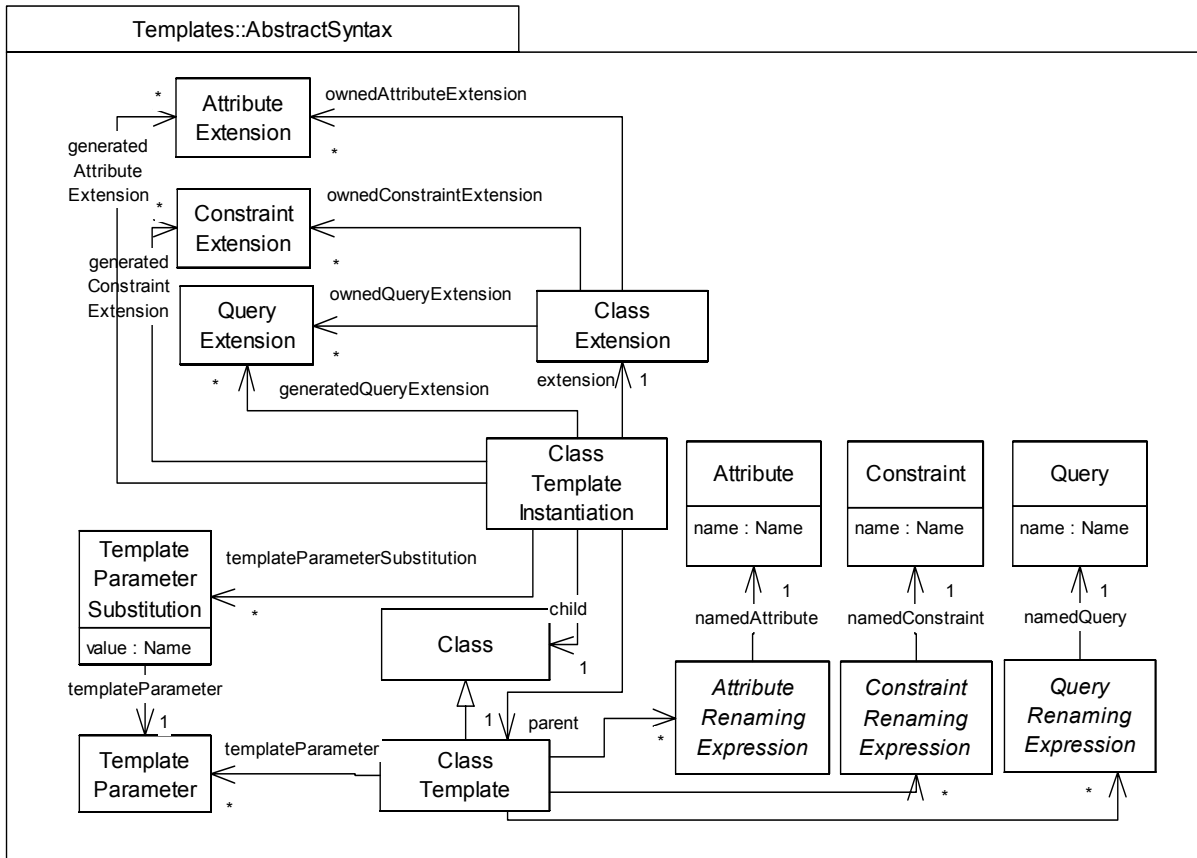 Templates::AbstractSyntax
*
Attribute
Extension
ownedAttributeExtension
*
generated
Attribute
Extension
*
Constraint
Extension
ownedConstraintExtension
*
generated
Constraint
Extension
Query
Extension
ownedQueryExtension
*
*
Class
Extension
generatedQueryExtension
extension
1
Class
Template
Instantiation
Attribute
name : Name
Constraint
name : Name
Query
name : Name
Template
Parameter
Substitution
value : Name
templateParameterSubstitution
*
child
1
Class
1
namedAttribute
1
namedConstraint
1
namedQuery
templateParameter
1
Template
Parameter
templateParameter
*
1
parent
Class
Template
*
Attribute
Renaming
Expression
Constraint
Renaming
Expression
*
Query
Renaming
Expression
*